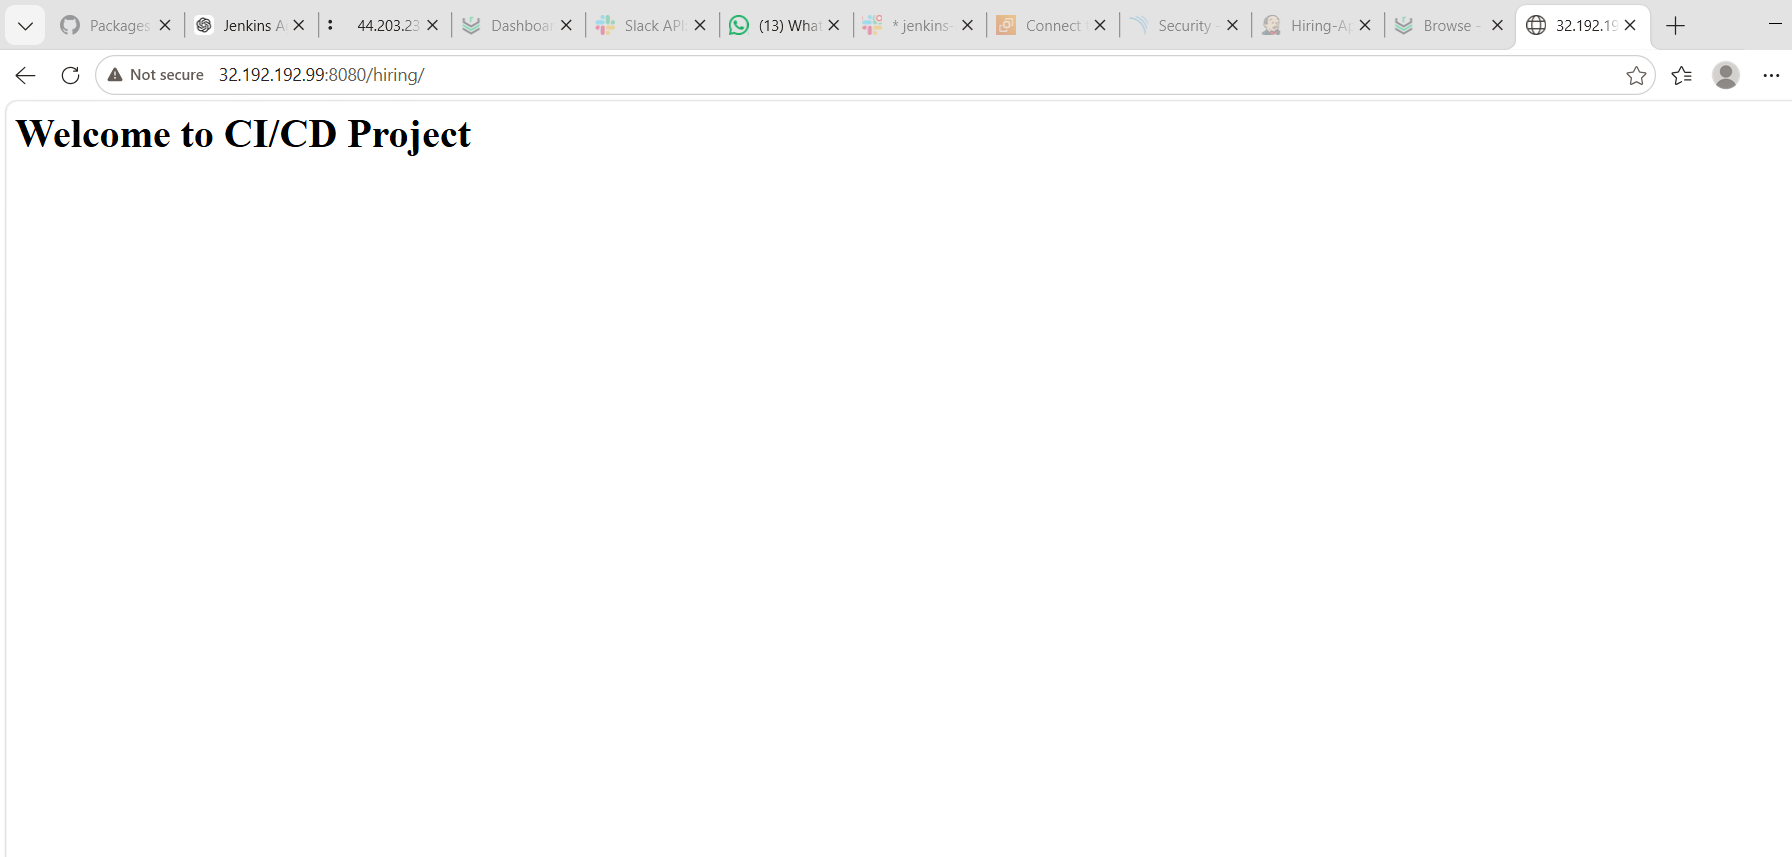 Packages
Jenkins A
44.203.23
Dashboar
Slack API
(13) What
* jenkins-
Connect
Security -
Hiring-Ap
Browse -
32.192.19
Not secure
32.192.192.99:8080/hiring/
Welcome to CI/CD Project